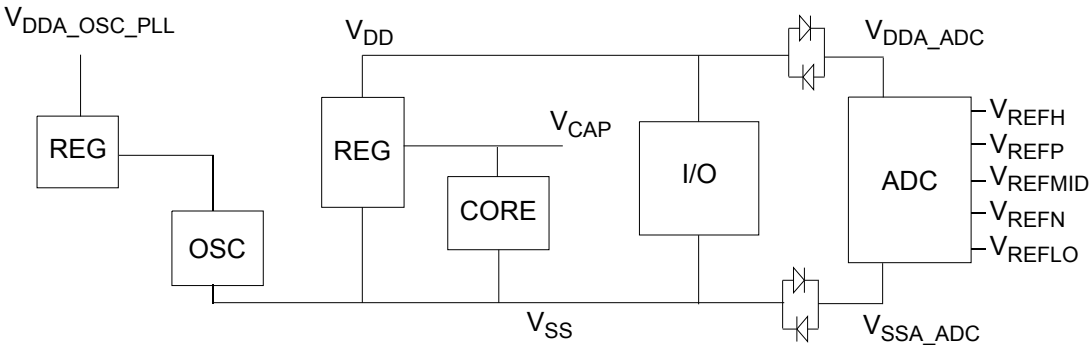 VDDA_OSC_PLL
REG
OSC
VDD
REG
VCAP
CORE
I/O
VSS
VDDA_ADC
ADC
VREFH
VREFP
VREFMID
VREFN
VREFLO
VSSA_ADC